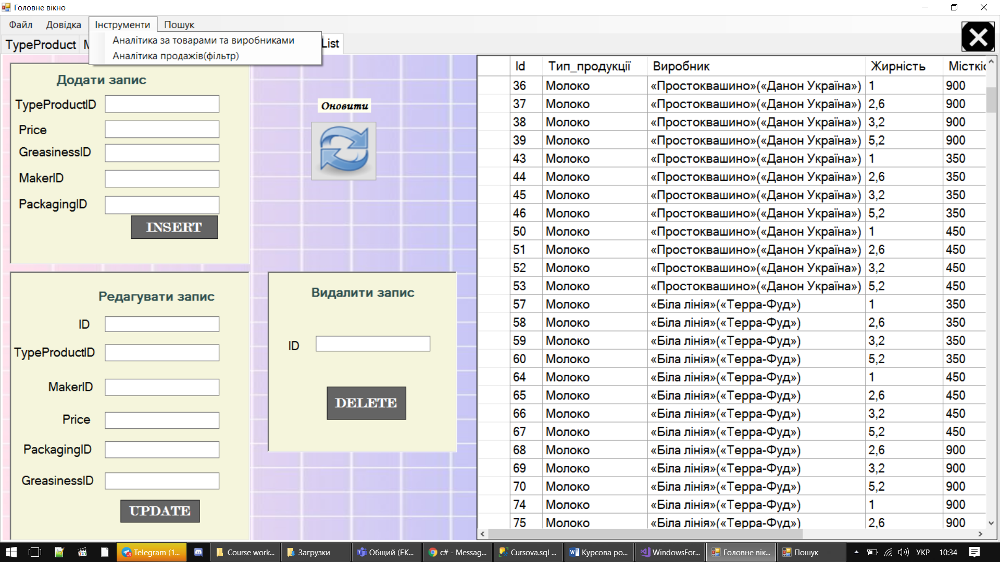 Головне вікно
Файл Довідка Інструменти Пошук
Аналітика за товарами та виробниками
Аналітика продажів(фільтр)
TypeProduct List
Додати запис
TypeProductID
Price
GreasinessID
MakerID
PackagingID
INSERT
Оновити
Редагувати запис
ID
TypeProductID
MakerID
Price
PackagingID
GreasinessID
UPDATE
Видалити запис
ID
DELETE
Id Тип_продукції Виробник Жирність
36 Молоко «Простоквашино»(«Данон Україна») 1 900
37 Молоко «Простоквашино»(«Данон Україна») 2,6 900
38 Молоко «Простоквашино»(«Данон Україна») 3,2 900
39 Молоко «Простоквашино»(«Данон Україна») 5,2 900
43 Молоко «Простоквашино»(«Данон Україна») 1 350
44 Молоко «Простоквашино»(«Данон Україна») 2,6 350
45 Молоко «Простоквашино»(«Данон Україна») 3,2 350
46 Молоко «Простоквашино»(«Данон Україна») 5,2 350
50 Молоко «Простоквашино»(«Данон Україна») 1 450
51 Молоко «Простоквашино»(«Данон Україна») 2,6 450
52 Молоко «Простоквашино»(«Данон Україна») 3,2 450
53 Молоко «Простоквашино»(«Данон Україна») 5,2 450
57 Молоко «Біла лінія»(«Терра-Фуд») 1 350
58 Молоко «Біла лінія»(«Терра-Фуд») 2,6 350
59 Молоко «Біла лінія»(«Терра-Фуд») 3,2 350
60 Молоко «Біла лінія»(«Терра-Фуд») 5,2 350
64 Молоко «Біла лінія»(«Терра-Фуд») 1 450
65 Молоко «Біла лінія»(«Терра-Фуд») 2,6 450
66 Молоко «Біла лінія»(«Терра-Фуд») 3,2 450
67 Молоко «Біла лінія»(«Терра-Фуд») 5,2 450
68 Молоко «Біла лінія»(«Терра-Фуд») 2,6 900
69 Молоко «Біла лінія»(«Терра-Фуд») 3,2 900
70 Молоко «Біла лінія»(«Терра-Фуд») 5,2 900
74 Молоко «Біла лінія»(«Терра-Фуд») 1 900
75 Молоко «Біла лінія»(«Терра-Фуд») 2,6 900
Telegram (1... Course work... Загрузки Общий (ЕК... c# - Messag... Cursova.sql ... Курсова ро... WindowsFor... Головне вік... Пошук УКР 10:34